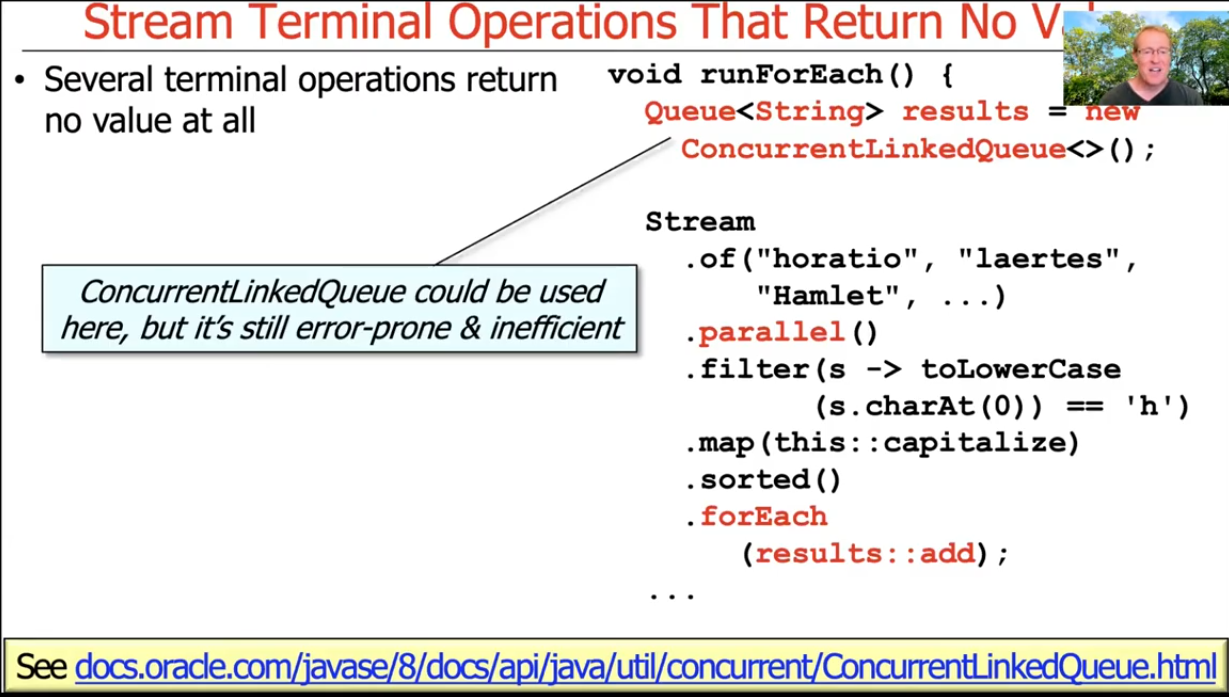 Stream Terminal Operations That Return No
• Several terminal operations return
no value at all
void runForEach() {
Queue<String> results = new
ConcurrentLinkedQueue<>();
Stream
.of("horatio", "laertes",
"Hamlet", ...)
.parallel()
.filter(s -> toLowerCase
(s.charAt(0)) == 'h')
.map(this::capitalize)
.sorted()
.forEach
(results::add);
...
ConcurrentLinkedQueue could be used
here, but it's still error-prone & inefficient
See docs.oracle.com/javase/8/docs/api/java/util/concurrent/ConcurrentLinkedQueue.html